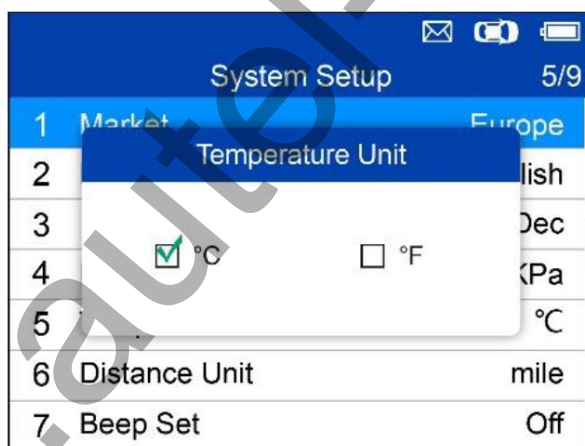 System Setup 5/9
1 Market Europe
Temperature Unit
2 lish
3 Dec
°C °F
4 KPa
5 °C
6 Distance Unit mile
7 Beep Set Off
.autel.